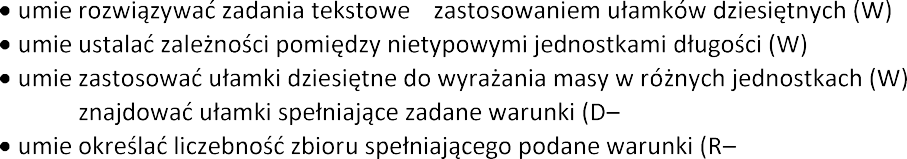 • umie rozwiązywać zadania tekstowe zastosowaniem ułamków dziesiętnych (W)
• umie ustalać zależności pomiędzy nietypowymi jednostkami długości (W)
• umie zastosować ułamki dziesiętne do wyrażania masy w różnych jednostkach (W)
znajdować ułamki spełniające zadane warunki (D–
• umie określać liczebność zbioru spełniającego podane warunki (R–